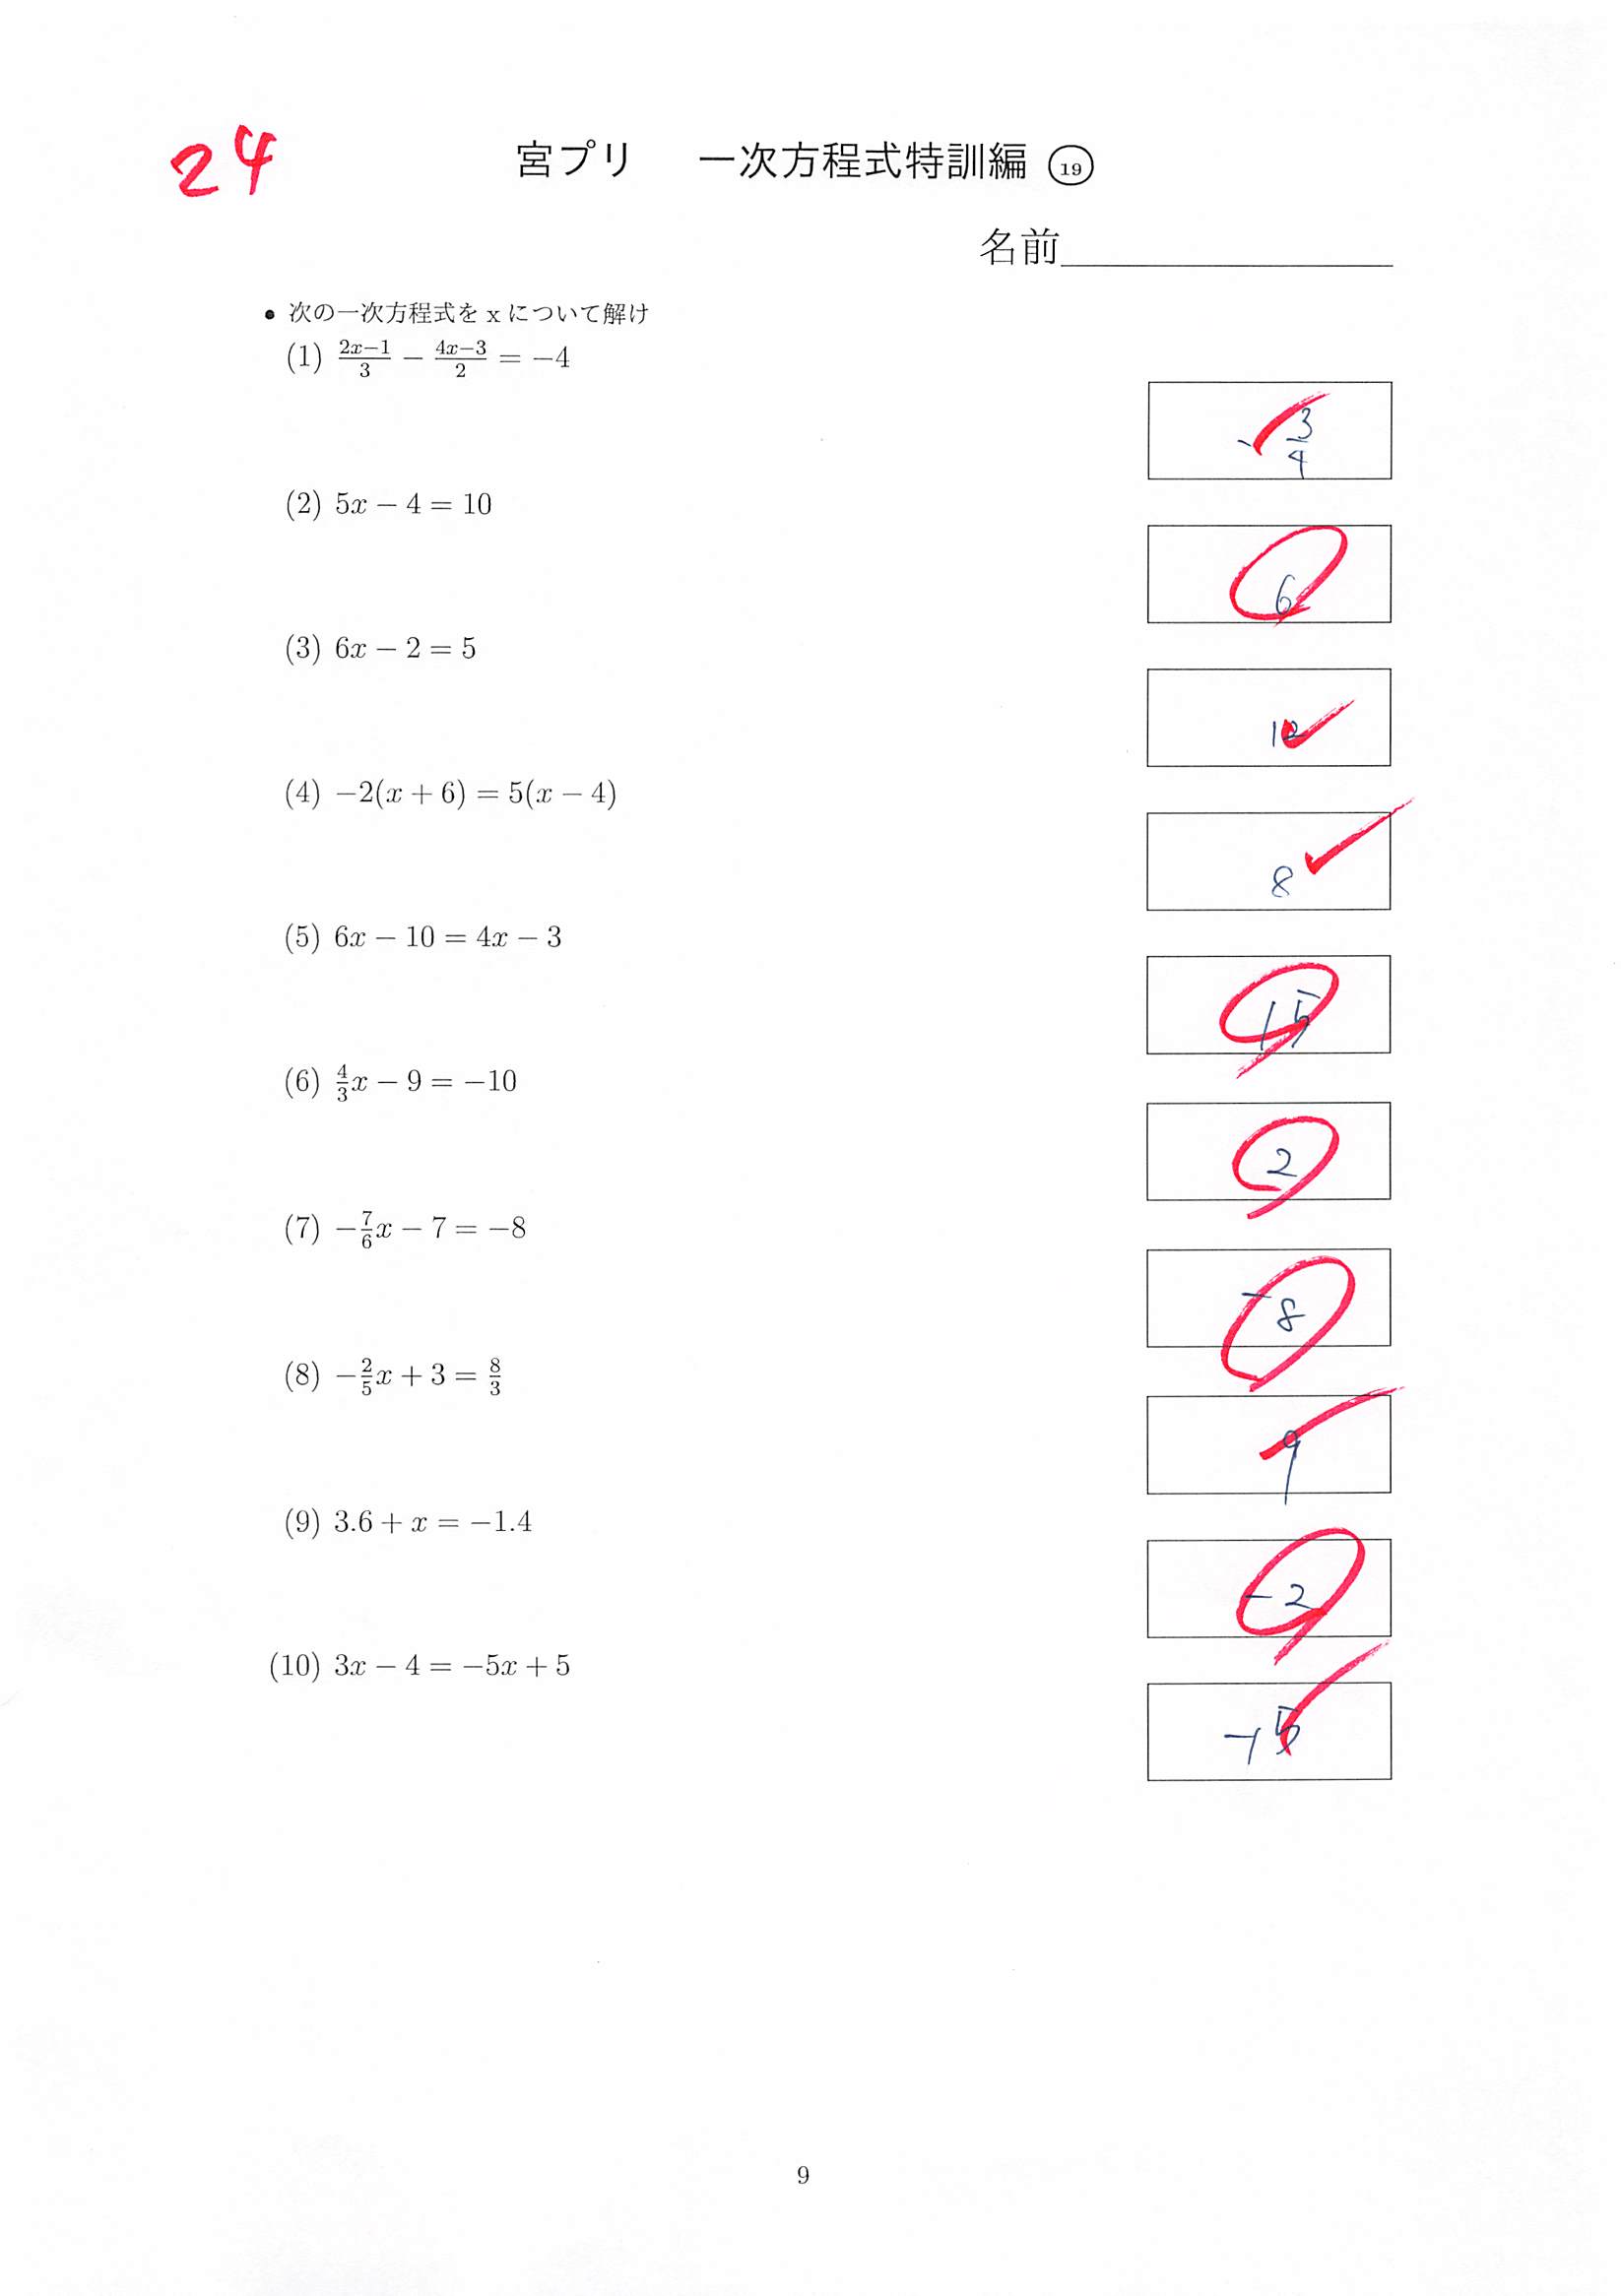 24
宮プリ 一次方程式特訓編 ⑲
名前
• 次の一次方程式を x について解け
(1) \frac{2x-1}{3} − \frac{4x-3}{2} = −4
-\frac{3}{4}
(2) 5x − 4 = 10
6
(3) 6x − 2 = 5
(4) −2(x + 6) = 5(x − 4)
8
(5) 6x − 10 = 4x − 3
15
(6) \frac{4}{3}x − 9 = −10
2
(7) −\frac{7}{6}x − 7 = −8
-8
(8) −\frac{2}{5}x + 3 = \frac{8}{3}
9
(9) 3.6 + x = −1.4
-2
(10) 3x − 4 = −5x + 5
-15
9